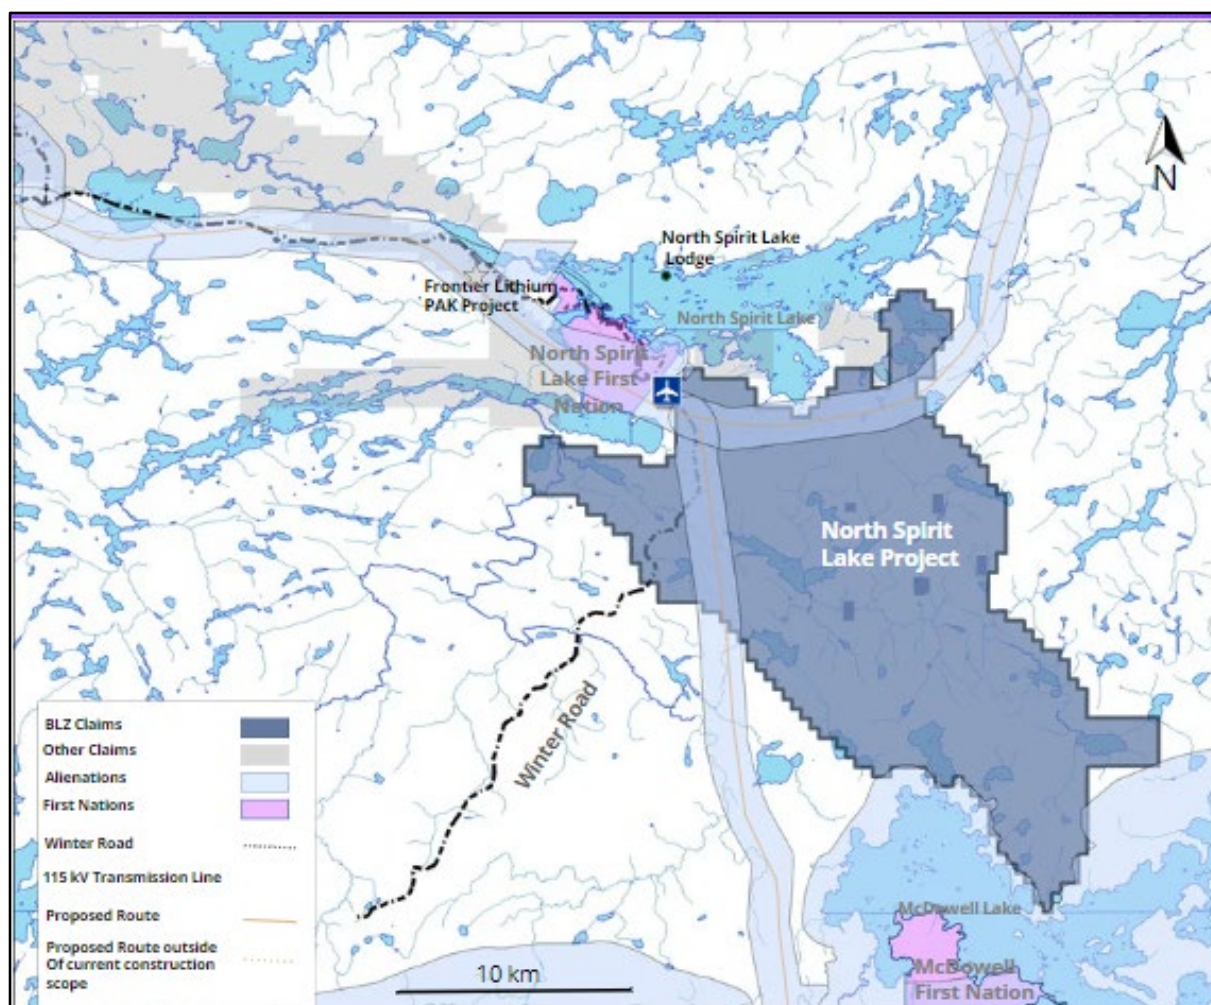 N
North Spirit Lake
Lodge
Frontier Lithium
PAK Project
North Spirit Lake
North Spirit
Lake First
Nation
North Spirit
Lake Project
Winter Road
BLZ Claims
Other Claims
Alienations
First Nations
Winter Road
115 kV Transmission Line
Proposed Route
Proposed Route outside
Of current construction
scope
10 km
McDowell Lake
McDowell
First Nation